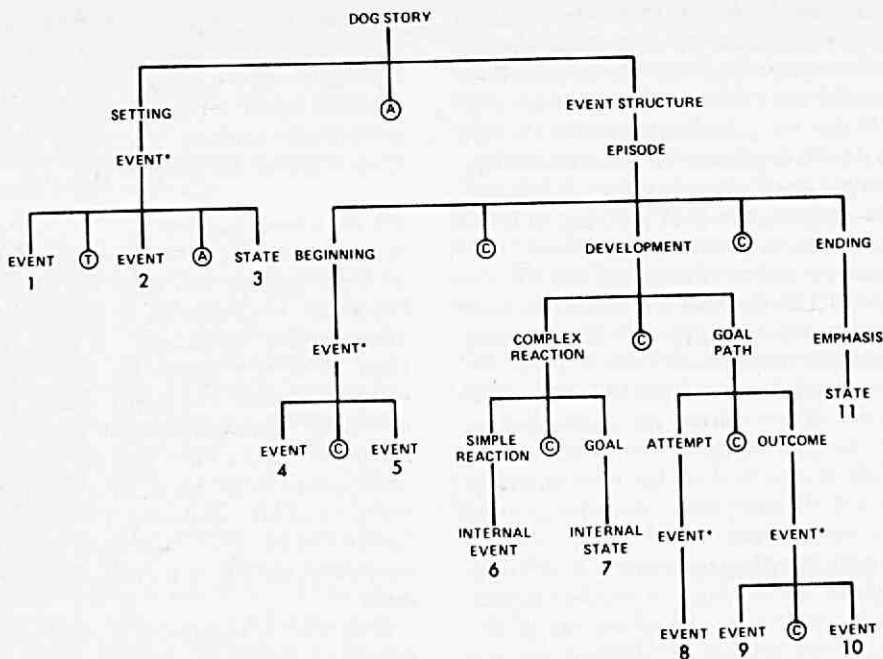 DOG STORY
SETTING Ⓐ EVENT STRUCTURE
EVENT* EPISODE
EVENT Ⓣ EVENT Ⓐ STATE BEGINNING Ⓒ DEVELOPMENT Ⓒ ENDING
1 2 3
COMPLEX REACTION Ⓒ GOAL PATH
EVENT* EMPHASIS
STATE
11
EVENT Ⓒ EVENT
4 5
SIMPLE REACTION Ⓒ GOAL ATTEMPT Ⓒ OUTCOME
INTERNAL EVENT INTERNAL STATE EVENT* EVENT*
6 7
EVENT EVENT Ⓒ EVENT
8 9 10